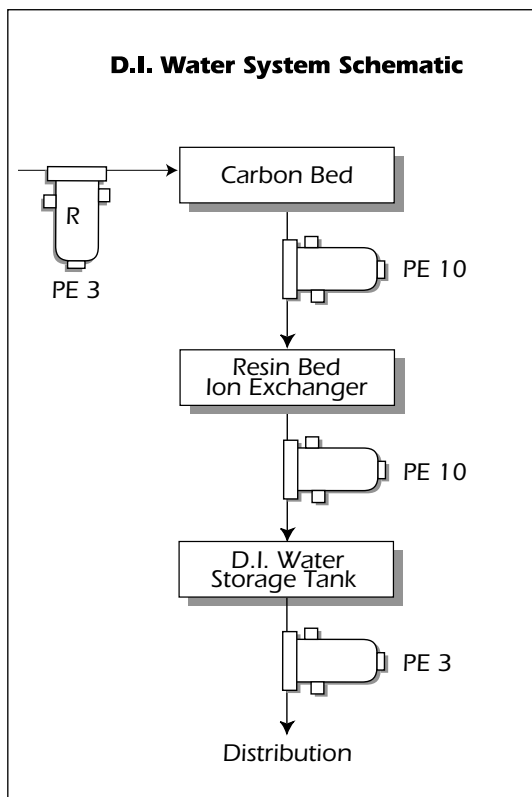 D.I. Water System Schematic
Carbon Bed
R
PE 3
PE 10
Resin Bed
Ion Exchanger
PE 10
D.I. Water
Storage Tank
PE 3
Distribution